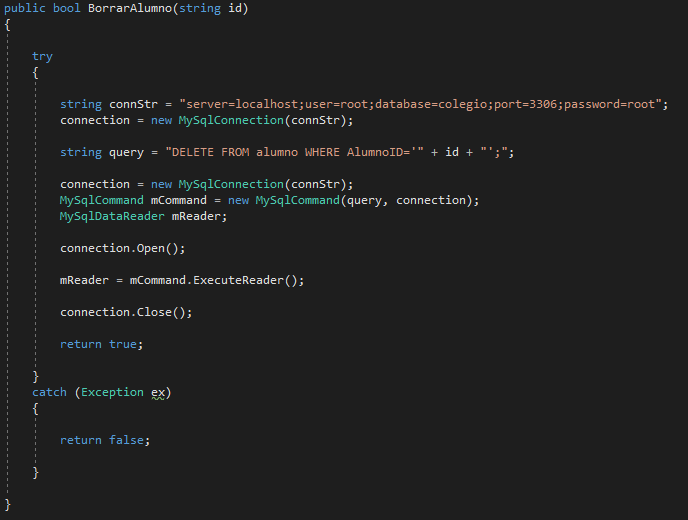 public bool BorrarAlumno(string id)
{
try
{
string connStr = "server=localhost;user=root;database=colegio;port=3306;password=root";
connection = new MySqlConnection(connStr);
string query = "DELETE FROM alumno WHERE AlumnoID='" + id + "';";
connection = new MySqlConnection(connStr);
MySqlCommand mCommand = new MySqlCommand(query, connection);
MySqlDataReader mReader;
connection.Open();
mReader = mCommand.ExecuteReader();
connection.Close();
return true;
}
catch (Exception ex)
{
return false;
}
}